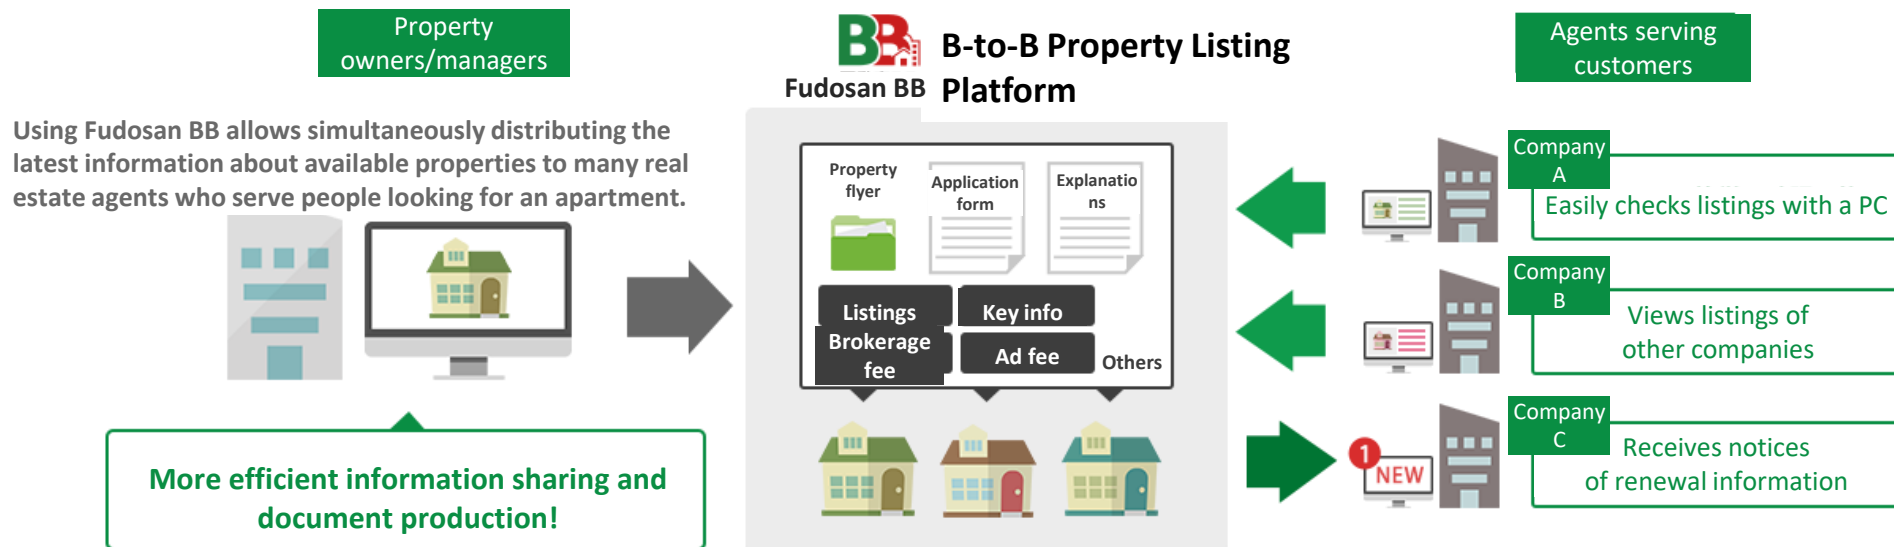 Property
owners/managers
Using Fudosan BB allows simultaneously distributing the
latest information about available properties to many real
estate agents who serve people looking for an apartment.
More efficient information sharing and
document production!
BB
Fudosan BB
B-to-B Property Listing
Platform
Property
flyer
Application
form
Explanatio
ns
Listings
Key info
Brokerage
fee
Ad fee
Others
Agents serving
customers
Company
A
Easily checks listings with a PC
Company
B
Views listings of
other companies
Company
C
Receives notices
of renewal information
1
NEW